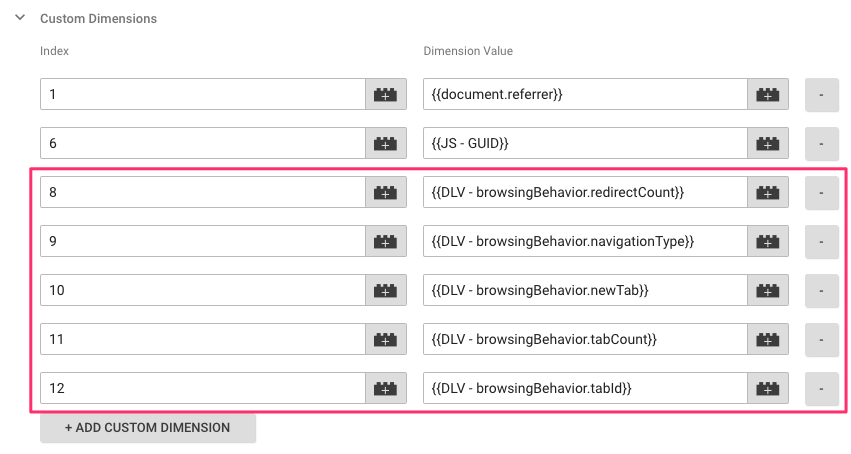 Custom Dimensions
Index Dimension Value
1 {{document.referrer}} -
6 {{JS - GUID}} -
8 {{DLV - browsingBehavior.redirectCount}} -
9 {{DLV - browsingBehavior.navigationType}} -
10 {{DLV - browsingBehavior.newTab}} -
11 {{DLV - browsingBehavior.tabCount}} -
12 {{DLV - browsingBehavior.tabId}} -
+ ADD CUSTOM DIMENSION